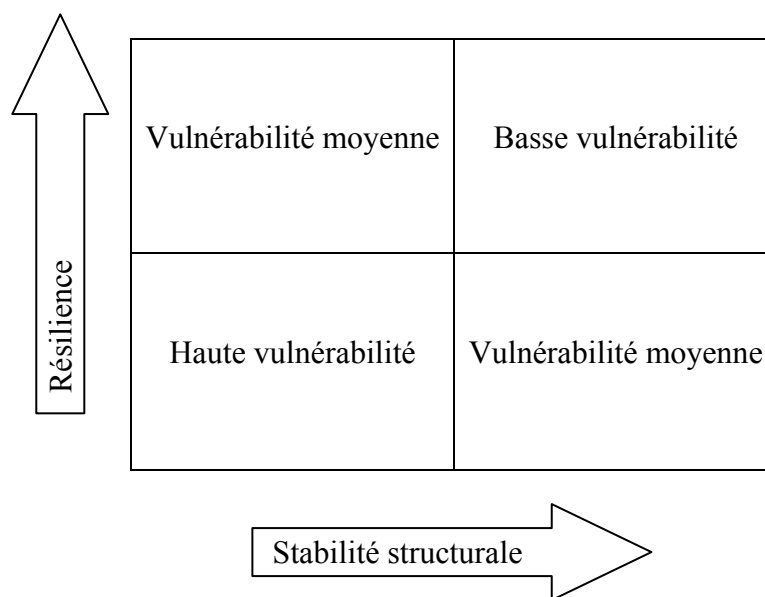 Vulnérabilité moyenne
Basse vulnérabilité
Résilience
Haute vulnérabilité
Vulnérabilité moyenne
Stabilité structurale